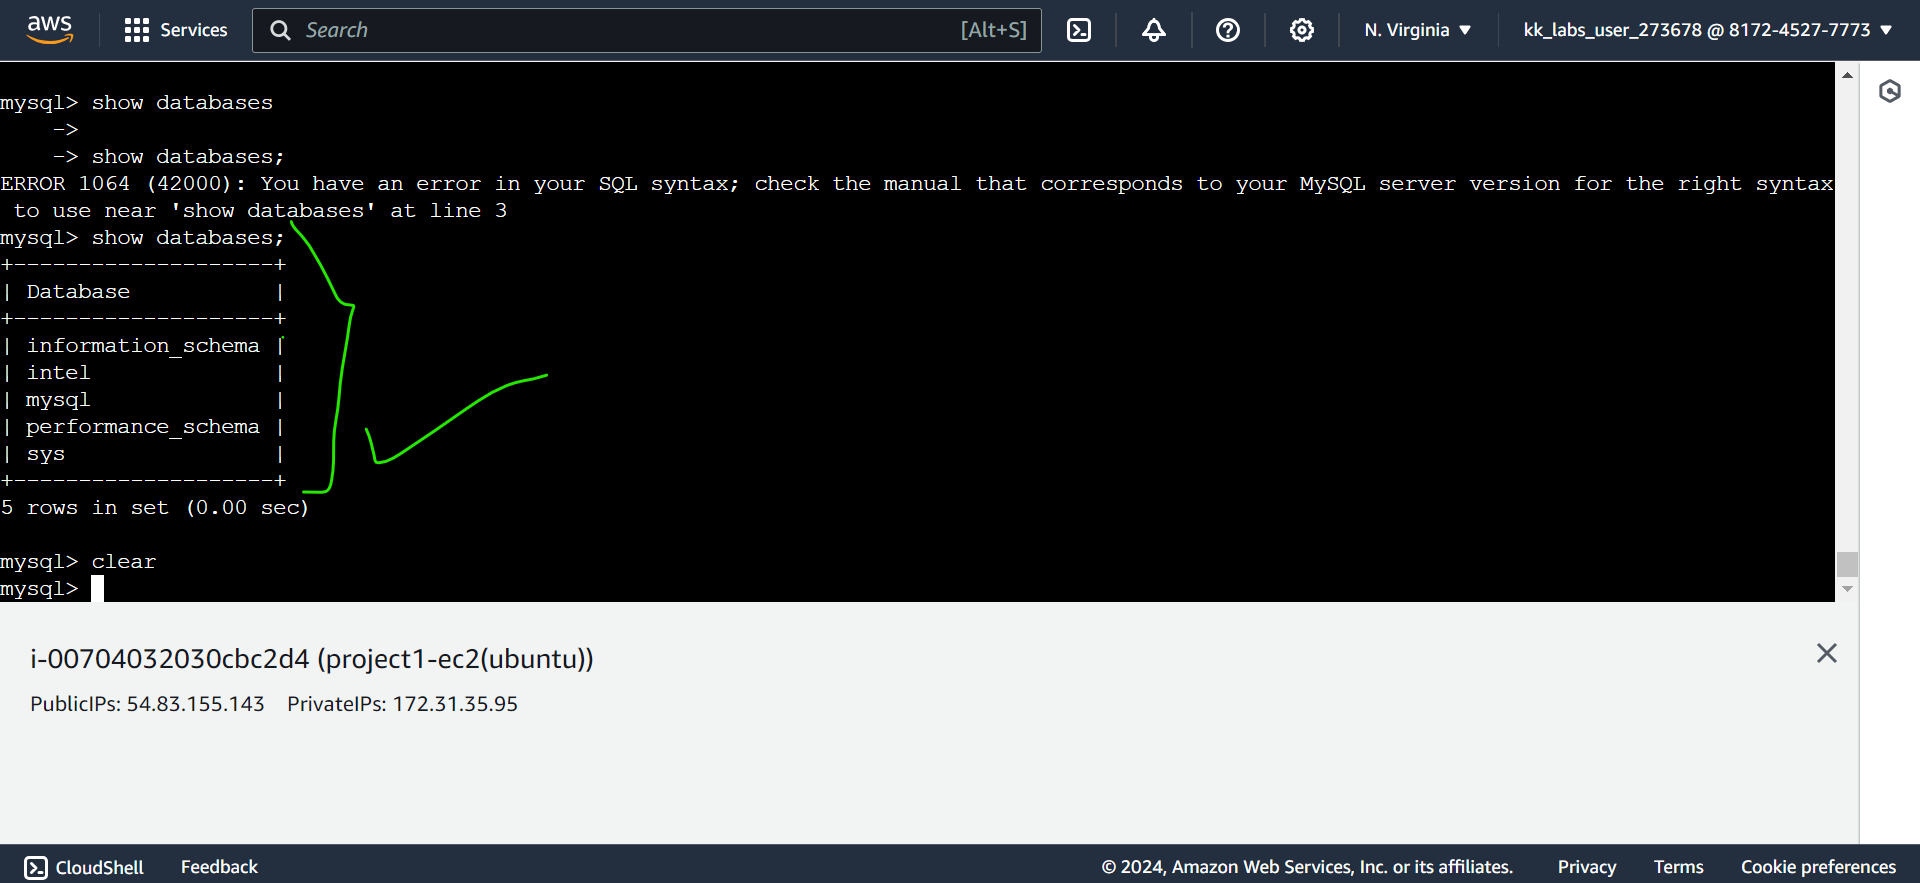 aws
Services
Search
[Alt+S]
N. Virginia
kk_labs_user_273678 @ 8172-4527-7773
mysql> show databases
    ->
    -> show databases;
ERROR 1064 (42000): You have an error in your SQL syntax; check the manual that corresponds to your MySQL server version for the right syntax
 to use near 'show databases' at line 3
mysql> show databases;
+--------------------+
| Database           |
+--------------------+
| information_schema |
| intel              |
| mysql              |
| performance_schema |
| sys                |
+--------------------+
5 rows in set (0.00 sec)
mysql> clear
mysql>
i-00704032030cbc2d4 (project1-ec2(ubuntu))
PublicIPs: 54.83.155.143 PrivateIPs: 172.31.35.95
CloudShell
Feedback
© 2024, Amazon Web Services, Inc. or its affiliates.
Privacy
Terms
Cookie preferences